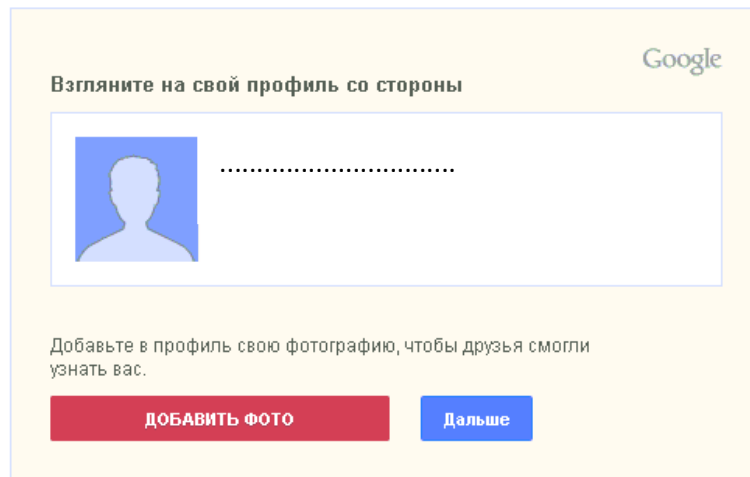 Google
Взгляните на свой профиль со стороны
................................
Добавьте в профиль свою фотографию, чтобы друзья смогли
узнать вас.
ДОБАВИТЬ ФОТО
Дальше